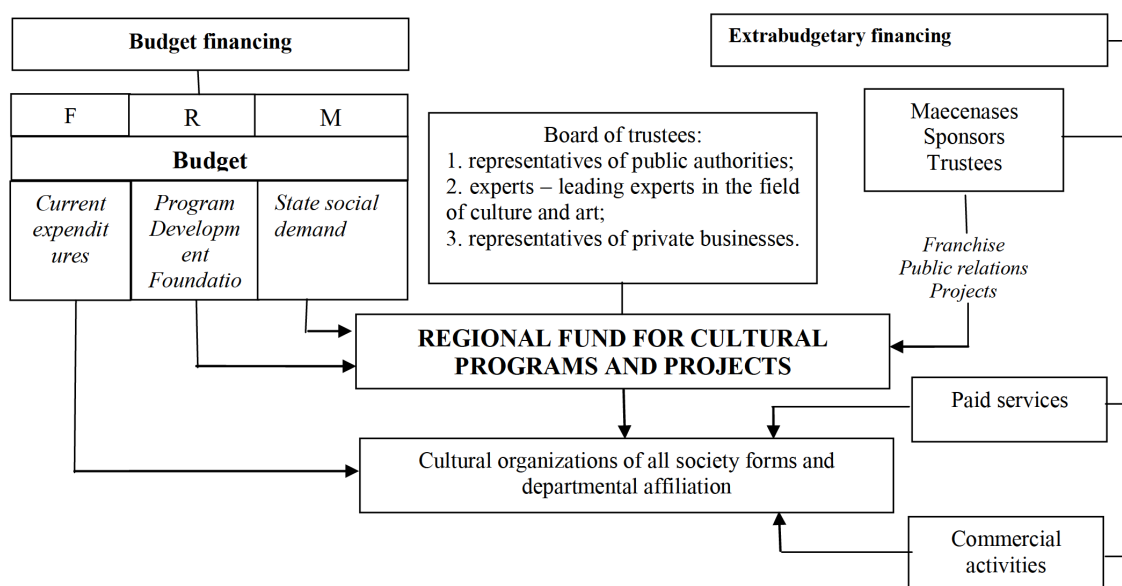 Budget financing
Extrabudgetary financing
F
R
M
Budget
Current
expendit
ures
Program
Developm
ent
Foundatio
State social
demand
Board of trustees:
1. representatives of public authorities;
2. experts – leading experts in the field
of culture and art;
3. representatives of private businesses.
Maecenases
Sponsors
Trustees
Franchise
Public relations
Projects
REGIONAL FUND FOR CULTURAL
PROGRAMS AND PROJECTS
Paid services
Cultural organizations of all society forms and
departmental affiliation
Commercial
activities